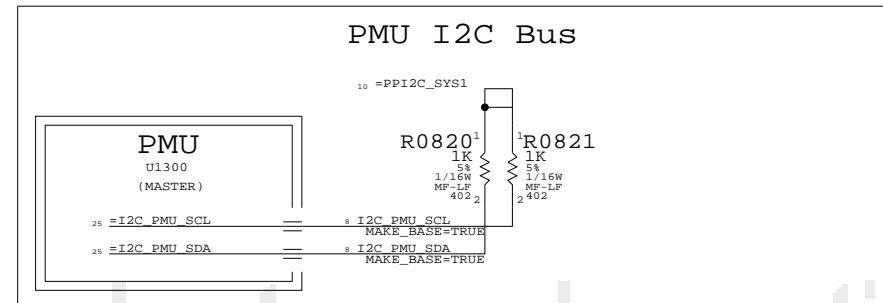 PMU I2C Bus
10 =PPI2C_SYS1
R0820 1
1K
5%
1/16W
MF-LF
402 2
1 R0821
1K
5%
1/16W
MF-LF
2 402
PMU
U1300
(MASTER)
25 =I2C_PMU_SCL
8 I2C_PMU_SCL
MAKE_BASE=TRUE
25 =I2C_PMU_SDA
8 I2C_PMU_SDA
MAKE_BASE=TRUE